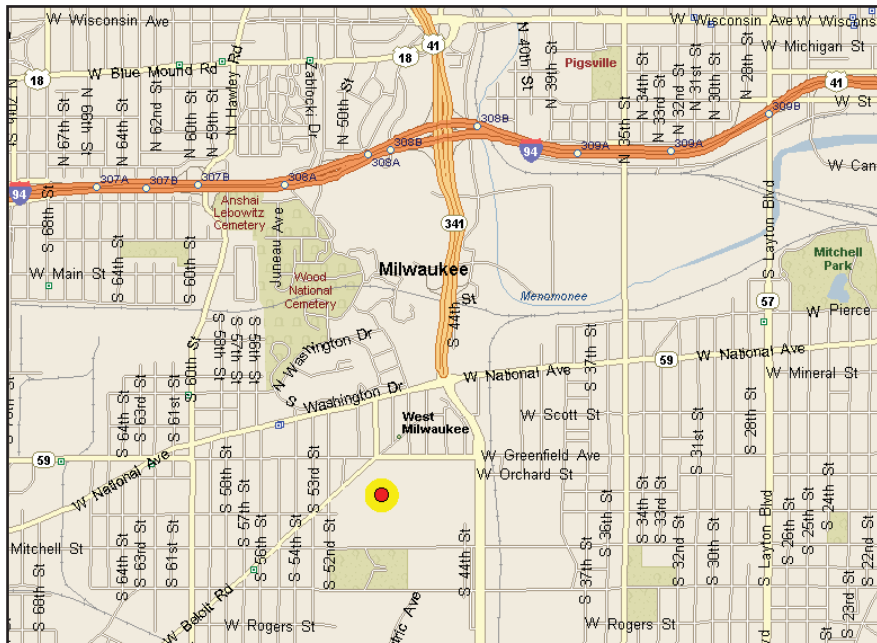 W Wisconsin Ave
41
W Wisconsin Ave
W Wiscons
18
W Michigan St
N 28th St
N 30th St
N 31st St
N 32nd St
N 33rd St
N 34th St
N 35th St
Pigsville
N 39th St
N 40th St
18
W Blue Mound Rd
N Hawley Rd
Zablocki Dr
N 50th St
N 59th St
N 60th St
N 62nd St
N 64th St
N 66th St
N 67th St
41
W St
309B
308B
308B
308A
94
309A
309A
W Can
94
307A
307B
307B
308A
Anshai
Lebowitz
Cemetery
341
S Layton Blvd
S 68th St
S 64th St
S 60th St
Juneau Ave
Mitchell
Park
W Main St
Milwaukee
Wood
National
Cemetery
Menomonee
57
W Pierce
S 44th St
S 37th St
S 56th St
S 57th St
S 58th St
S 60th St
N Washington Dr
59
W National Ave
W National Ave
W Mineral St
S Washington Dr
S 64th St
S 63rd St
S 61st St
West
Milwaukee
W Scott St
S 31st St
S 28th St
59
W National Ave
W Greenfield Ave
W Orchard St
S 58th St
S 57th St
S 56th St
S 54th St
S 53rd St
S 52nd St
S 44th St
S 37th St
S 36th St
S 34th St
S 33rd St
S 32nd St
S 30th St
S Layton Blvd
S 26th St
S 25th St
S 24th St
S 23rd St
S 22nd
Mitchell St
S 68th St
S 64th St
S 63rd St
S 61st St
W Beloit Rd
W Rogers St
W Rogers St